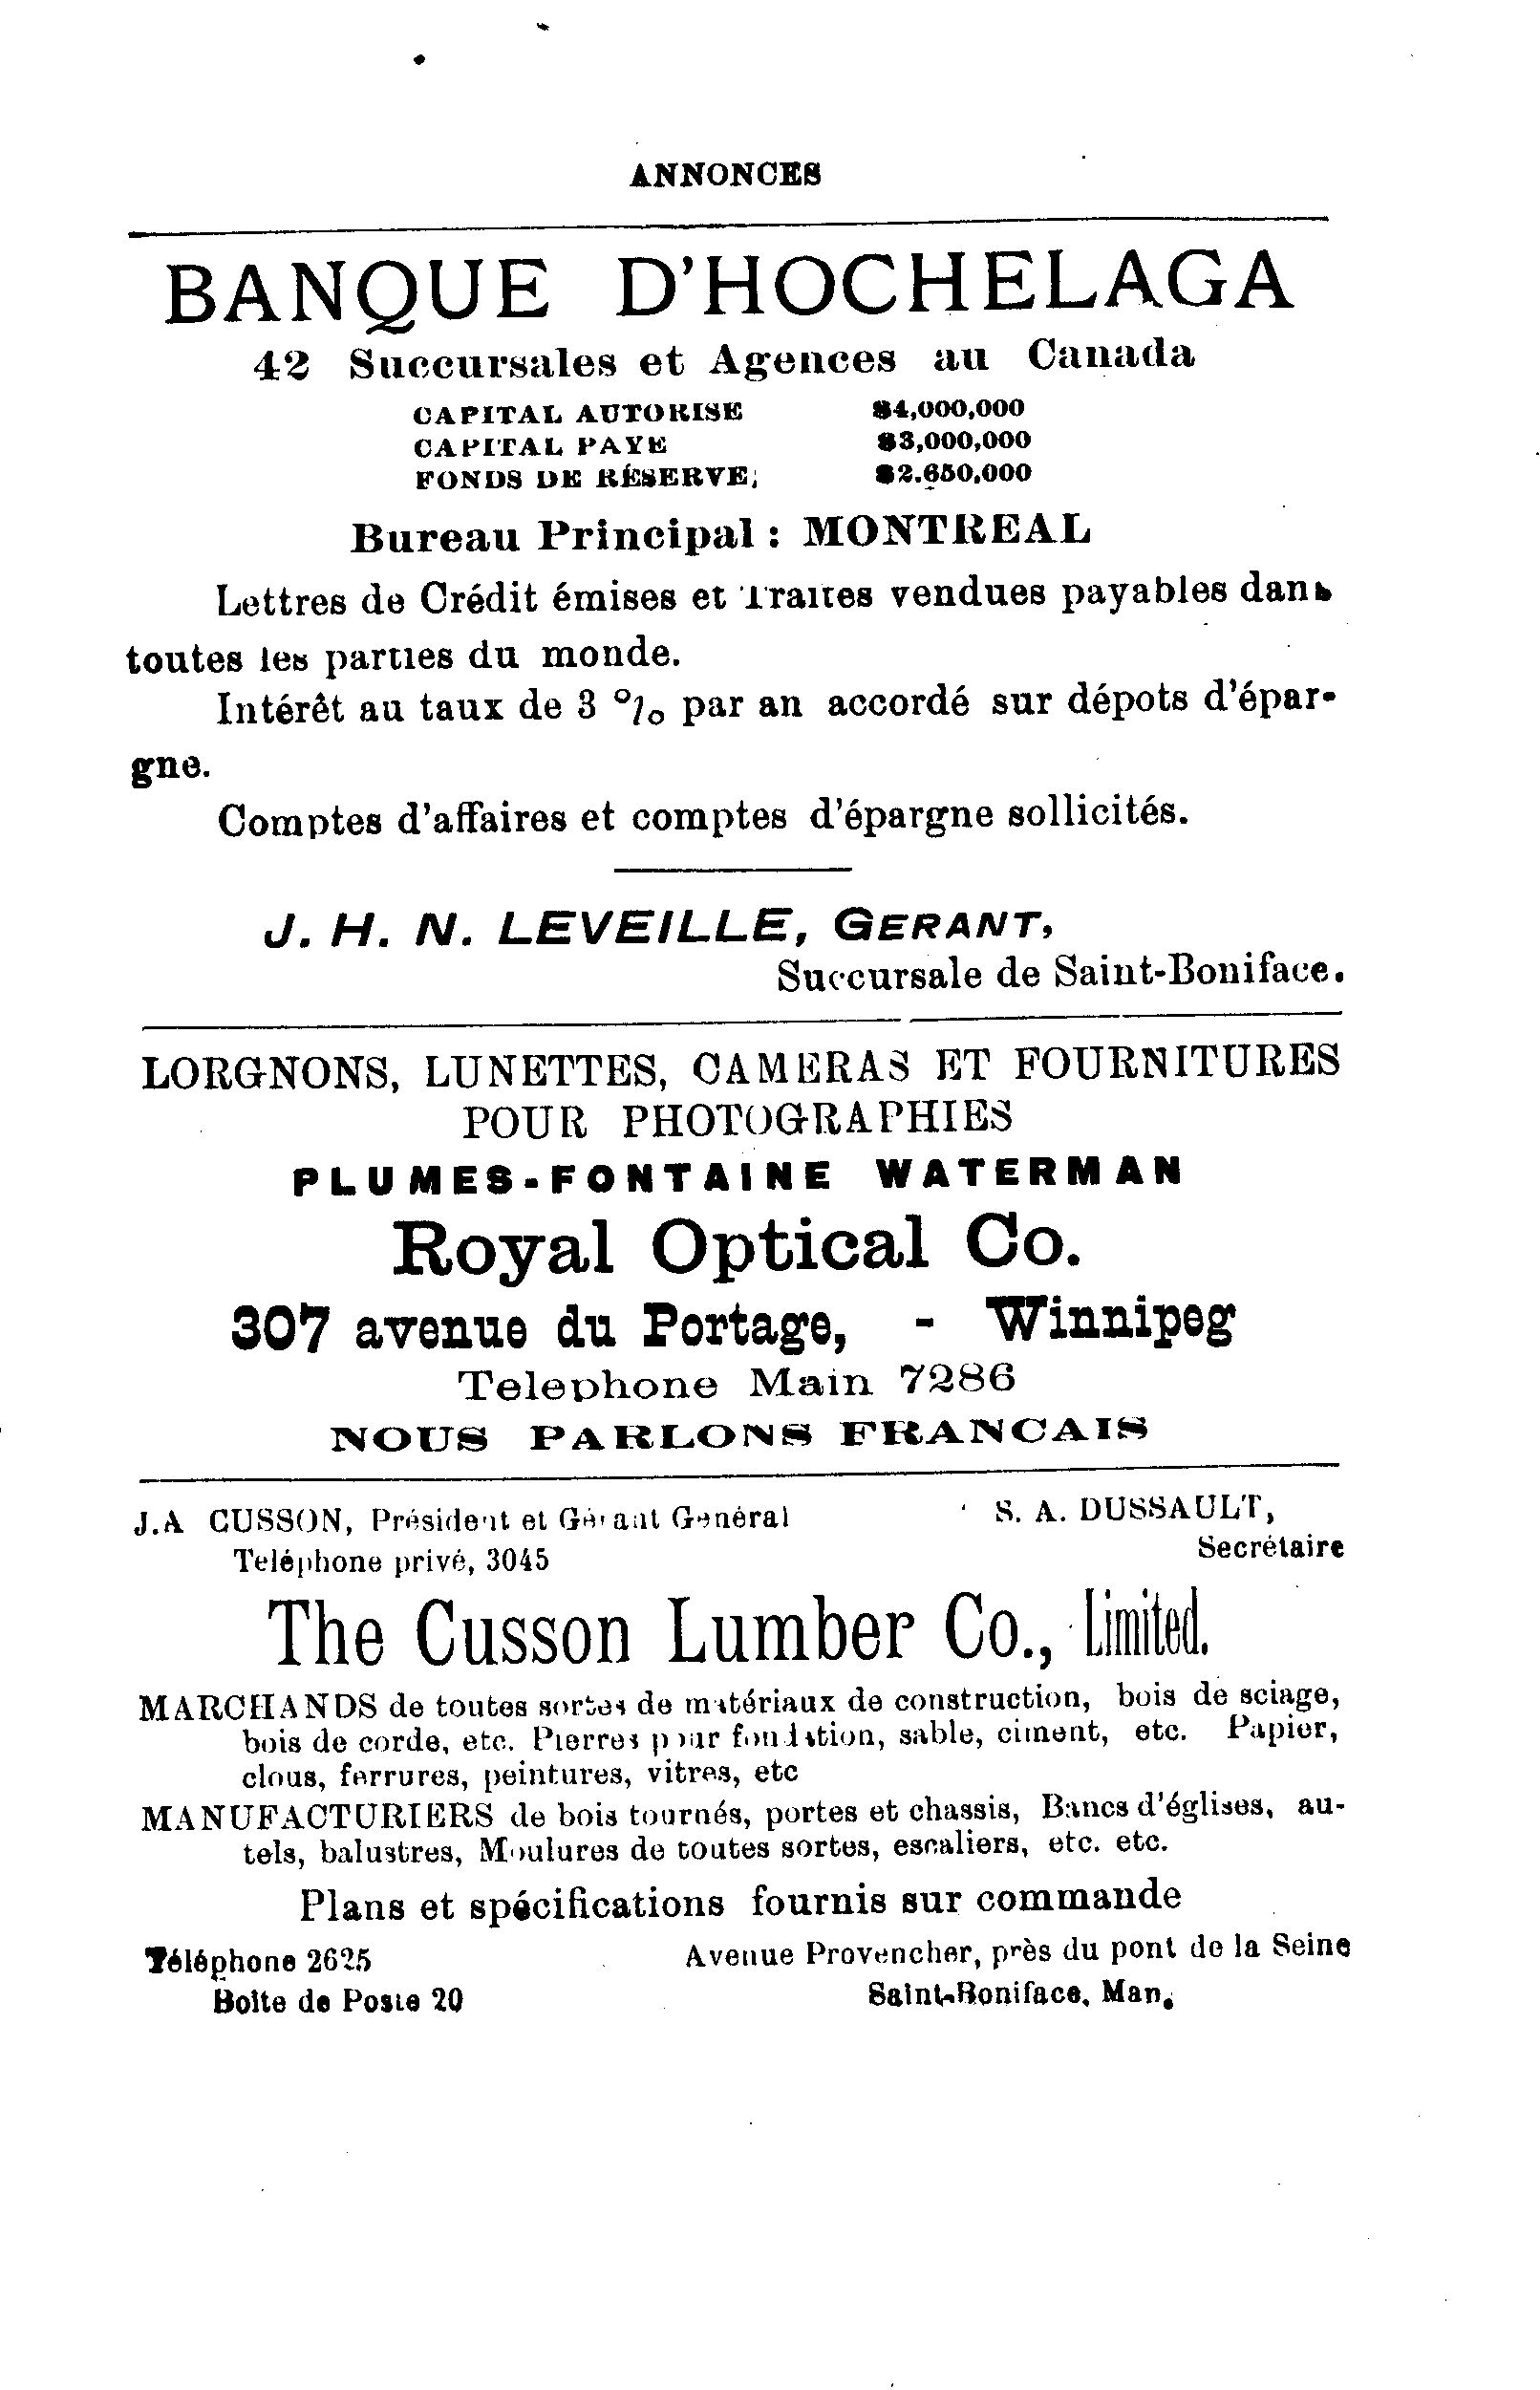 ANNONCES
BANQUE D'HOCHELAGA
42 Succursales et Agences au Canada
CAPITAL AUTORISE $4,000,000
CAPITAL PAYE $3,000,000
FONDS DE RÉSERVE; $2.650.000
Bureau Principal : MONTREAL
Lettres de Crédit émises et Traites vendues payables dans
toutes les parties du monde.
Intérêt au taux de 3 % par an accordé sur dépots d'épar-
gne.
Comptes d'affaires et comptes d'épargne sollicités.
J. H. N. LEVEILLE, GERANT,
Succursale de Saint-Boniface.
LORGNONS, LUNETTES, CAMERAS ET FOURNITURES
POUR PHOTOGRAPHIES
PLUMES-FONTAINE WATERMAN
Royal Optical Co.
307 avenue du Portage, - Winnipeg
Telephone Main 7286
NOUS PARLONS FRANCAIS
J.A CUSSON, Président et Gérant Genéral S. A. DUSSAULT,
Teléphone privé, 3045 Secrétaire
The Cusson Lumber Co., Limited.
MARCHANDS de toutes sortes de matériaux de construction, bois de sciage,
bois de corde, etc. Pierres pour fondation, sable, ciment, etc. Papier,
clous, ferrures, peintures, vitres, etc
MANUFACTURIERS de bois tournés, portes et chassis, Bancs d'églises, au-
tels, balustres, Moulures de toutes sortes, escaliers, etc. etc.
Plans et spécifications fournis sur commande
Téléphone 2625 Avenue Provencher, près du pont de la Seine
Boite de Poste 20 Saint-Boniface, Man.